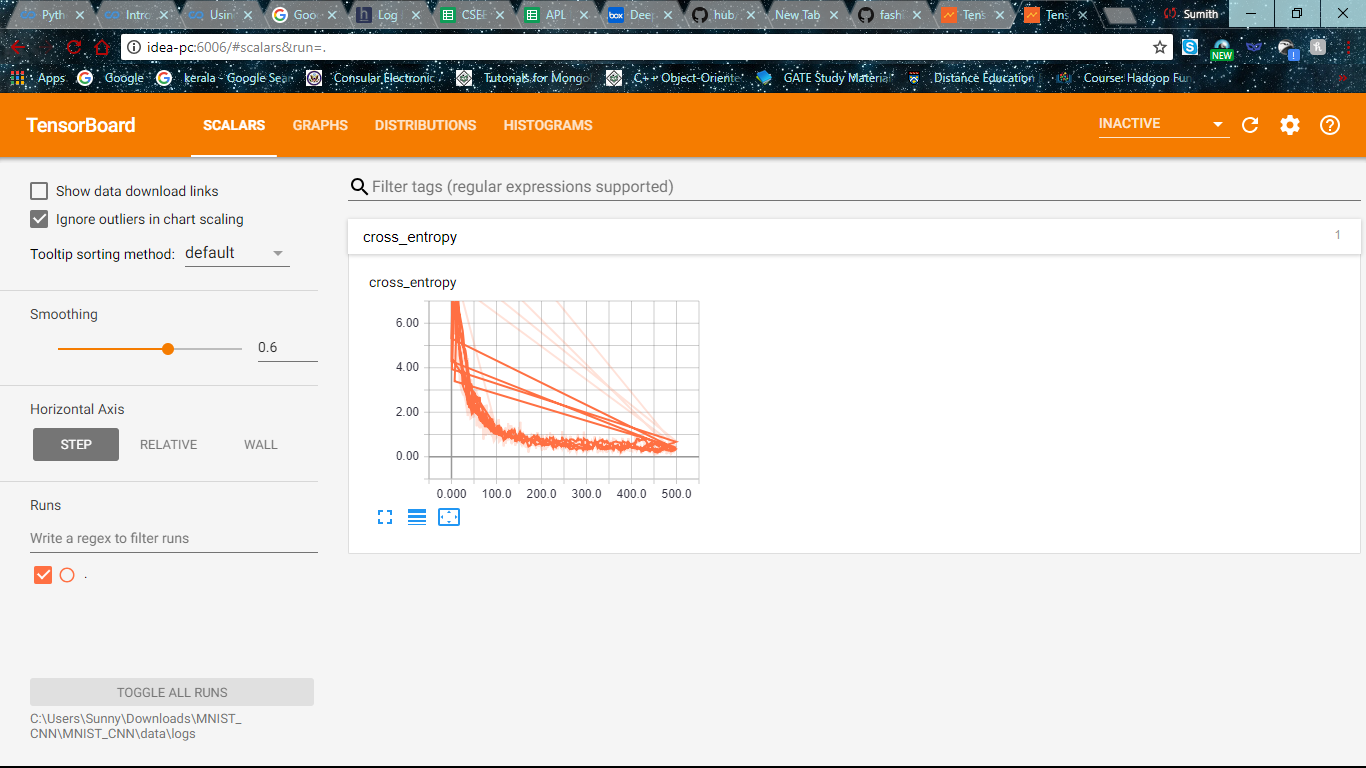 Pyth
Intro
Usin
Goo
Log
CSE
APL
Dee
hub
New Tab
fash
Tens
Tens
Sumith
idea-pc:6006/#scalars&run=.
NEW
Apps
Google
kerala - Google Sea
Consular Electronic
Tutorials for Mongo
C++ Object-Oriente
GATE Study Materia
Distance Education
Course: Hadoop Fun
TensorBoard
SCALARS
GRAPHS
DISTRIBUTIONS
HISTOGRAMS
INACTIVE
Show data download links
Ignore outliers in chart scaling
Tooltip sorting method: default
Smoothing
0.6
Horizontal Axis
STEP RELATIVE WALL
Runs
Write a regex to filter runs
.
TOGGLE ALL RUNS
C:\Users\Sunny\Downloads\MNIST_
CNN\MNIST_CNN\data\logs
Filter tags (regular expressions supported)
cross_entropy 1
cross_entropy
6.00
4.00
2.00
0.00
0.000 100.0 200.0 300.0 400.0 500.0